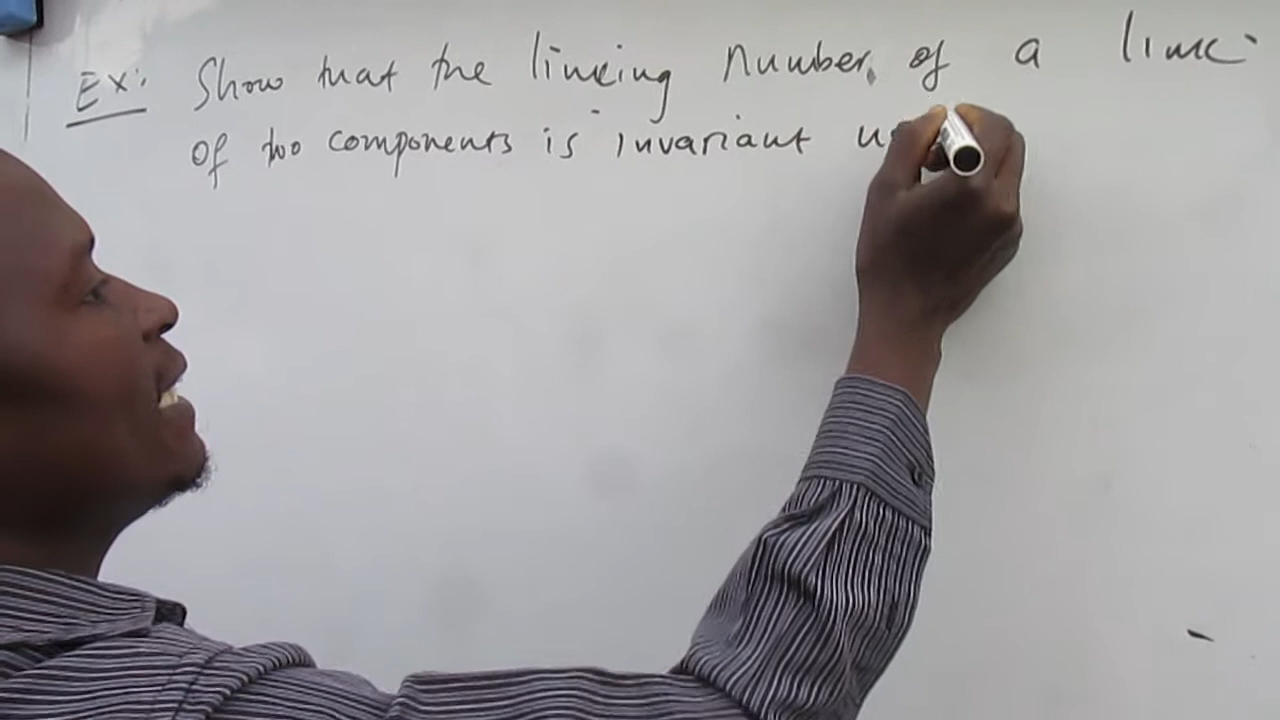 Ex: Show that the linking number of a link
of two components is invariant u